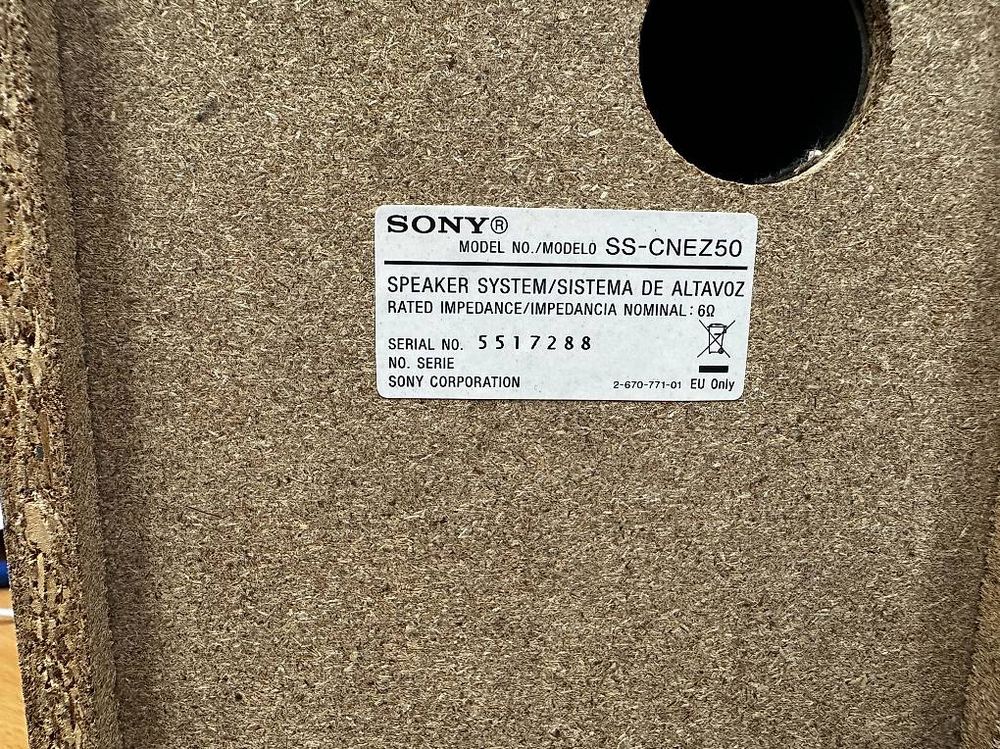 SONY®
MODEL NO./MODELO SS-CNEZ50
SPEAKER SYSTEM/SISTEMA DE ALTAVOZ
RATED IMPEDANCE/IMPEDANCIA NOMINAL: 6Ω
SERIAL NO. 5517288
NO. SERIE
SONY CORPORATION 2-670-771-01 EU Only